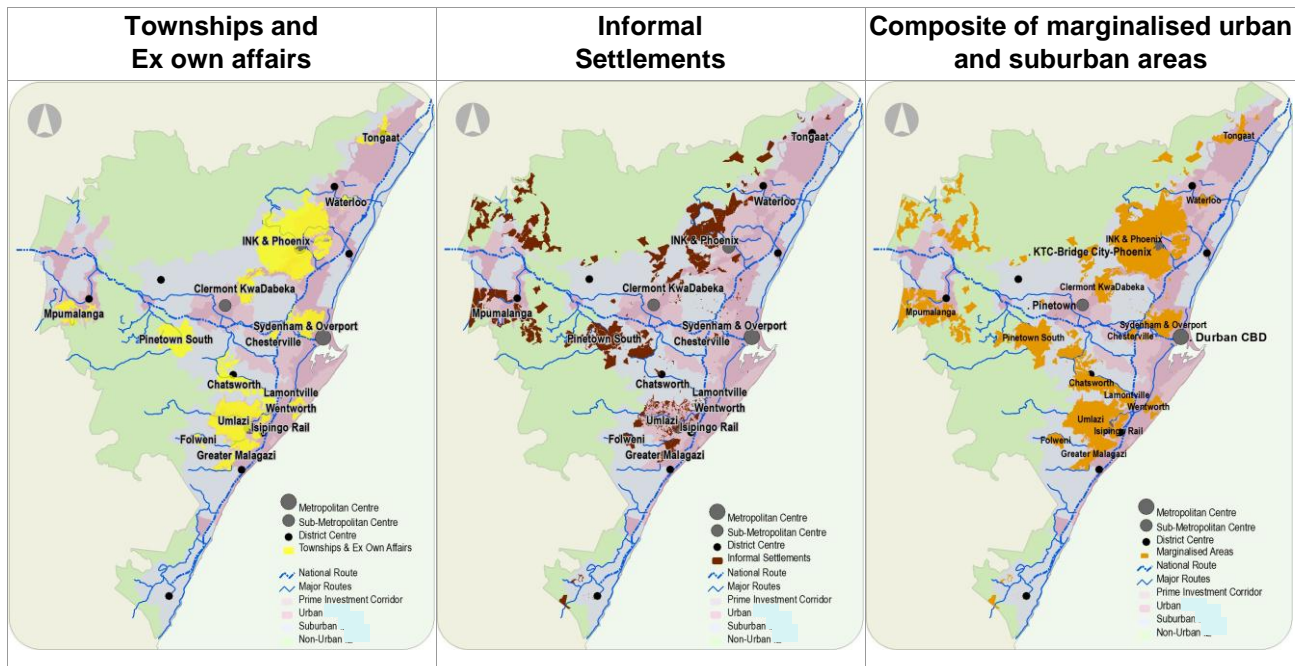 Townships and
Ex own affairs
Tongaat
Waterloo
INK & Phoenix
Clermont KwaDabeka
Mpumalanga
Sydenham & Overport
Pinetown South
Chesterville
Chatsworth
Lamontville
Wentworth
Umlazi
Isipingo Rail
Folweni
Greater Malagazi
Metropolitan Centre
Sub-Metropolitan Centre
District Centre
Townships & Ex Own Affairs
National Route
Major Routes
Prime Investment Corridor
Urban
Suburban
Non-Urban
Informal
Settlements
Tongaat
Waterloo
INK & Phoenix
Clermont KwaDabeka
Mpumalanga
Sydenham & Overport
Pinetown South
Chesterville
Chatsworth
Lamontville
Wentworth
Umlazi
Isipingo Rail
Folweni
Greater Malagazi
Metropolitan Centre
Sub-Metropolitan Centre
District Centre
Informal Settlements
National Route
Major Routes
Prime Investment Corridor
Urban
Suburban
Non-Urban
Composite of marginalised urban
and suburban areas
Tongaat
Waterloo
INK & Phoenix
KTC-Bridge City-Phoenix
Clermont KwaDabeka
Pinetown
Mpumalanga
Sydenham & Overport
Pinetown South
Chesterville
Durban CBD
Chatsworth
Lamontville
Wentworth
Umlazi
Isipingo Rail
Folweni
Greater Malagazi
Metropolitan Centre
Sub-Metropolitan Centre
District Centre
Marginalised Areas
National Route
Major Routes
Prime Investment Corridor
Urban
Suburban
Non-Urban